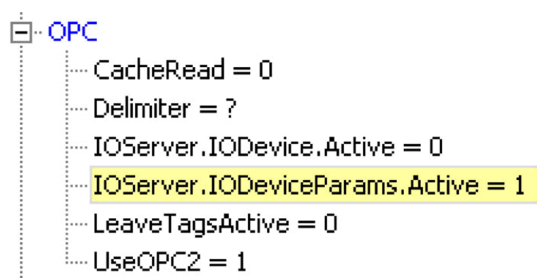 OPC
CacheRead = 0
Delimiter = ?
IOServer.IODevice.Active = 0
IOServer.IODeviceParams.Active = 1
LeaveTagsActive = 0
UseOPC2 = 1